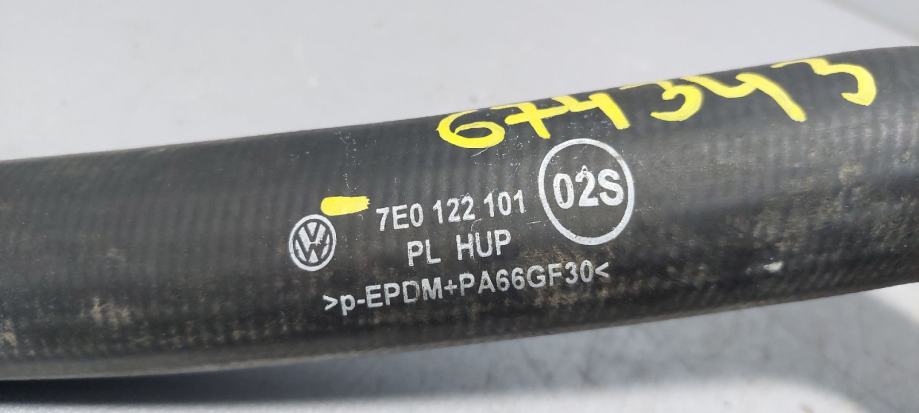 674343
7E0 122 101 02S
PL HUP
>p-EPDM+PA66GF30<